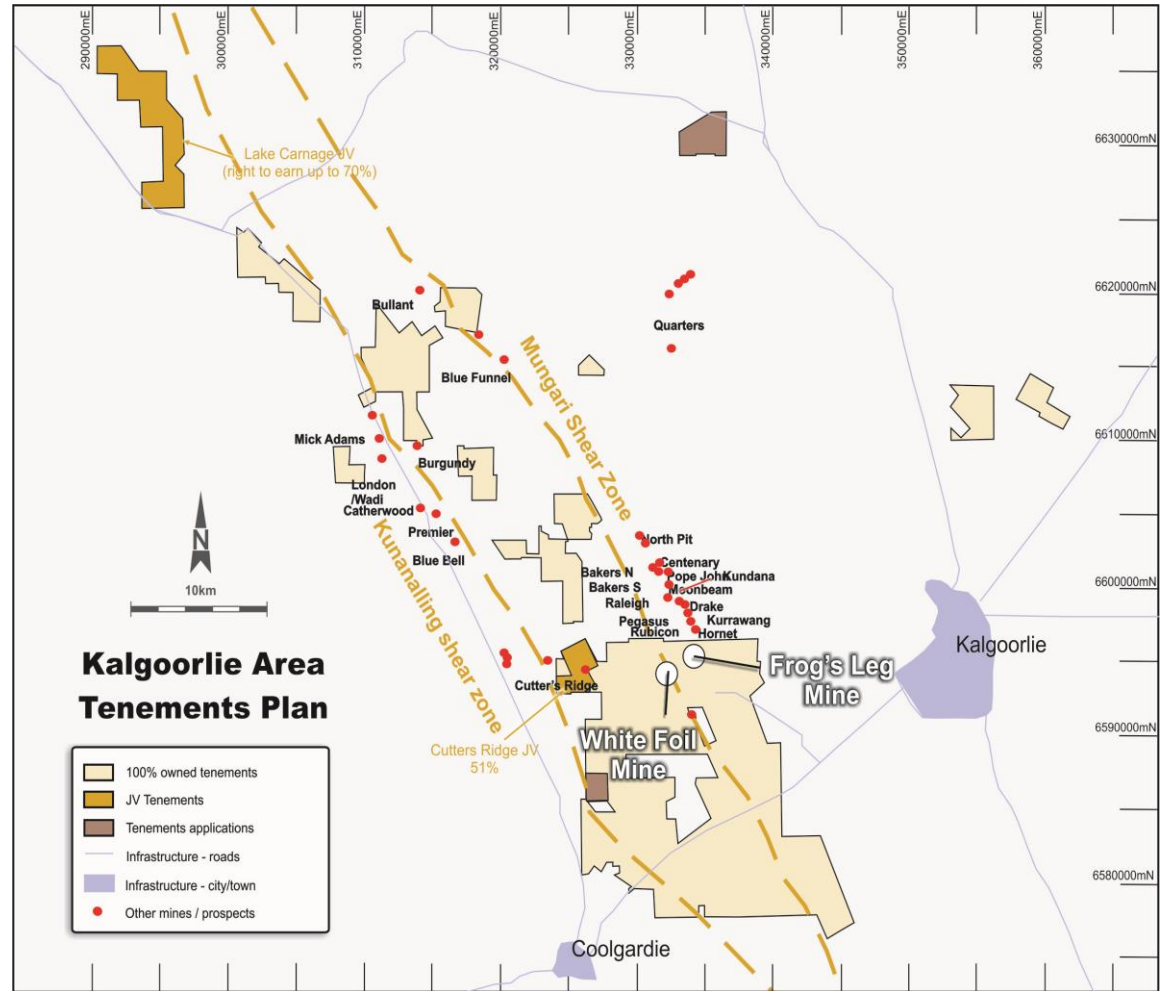 290000mE
300000mE
310000mE
320000mE
330000mE
340000mE
350000mE
360000mE
6630000mN
6620000mN
6610000mN
6600000mN
6590000mN
6580000mN
Lake Carnage JV
(right to earn up to 70%)
Bullant
Blue Funnel
Quarters
Mungari Shear Zone
Mick Adams
Burgundy
London
/Wadi
Catherwood
Premier
Blue Bell
Kunanalling shear zone
North Pit
Centenary
Bakers N
Pope John
Kundana
Bakers S
Moonbeam
Raleigh
Drake
Pegasus
Kurrawang
Rubicon
Hornet
Kalgoorlie
Cutter's Ridge
Frog's Leg
Mine
White Foil
Mine
Cutters Ridge JV
51%
Coolgardie
N
10km
Kalgoorlie Area
Tenements Plan
100% owned tenements
JV Tenements
Tenements applications
Infrastructure - roads
Infrastructure - city/town
Other mines / prospects